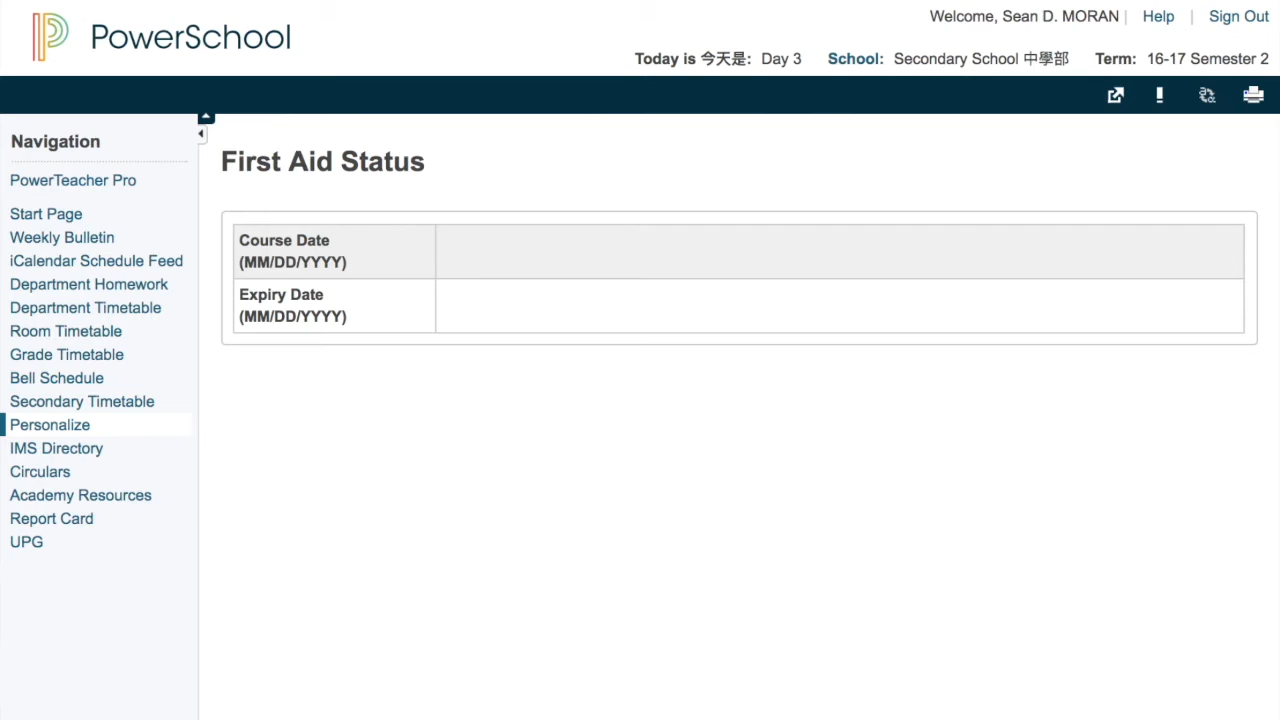 PowerSchool
Welcome, Sean D. MORAN | Help | Sign Out
Today is 今天是: Day 3 School: Secondary School 中學部 Term: 16-17 Semester 2
Navigation
PowerTeacher Pro
Start Page
Weekly Bulletin
iCalendar Schedule Feed
Department Homework
Department Timetable
Room Timetable
Grade Timetable
Bell Schedule
Secondary Timetable
Personalize
IMS Directory
Circulars
Academy Resources
Report Card
UPG
First Aid Status
Course Date
(MM/DD/YYYY)
Expiry Date
(MM/DD/YYYY)